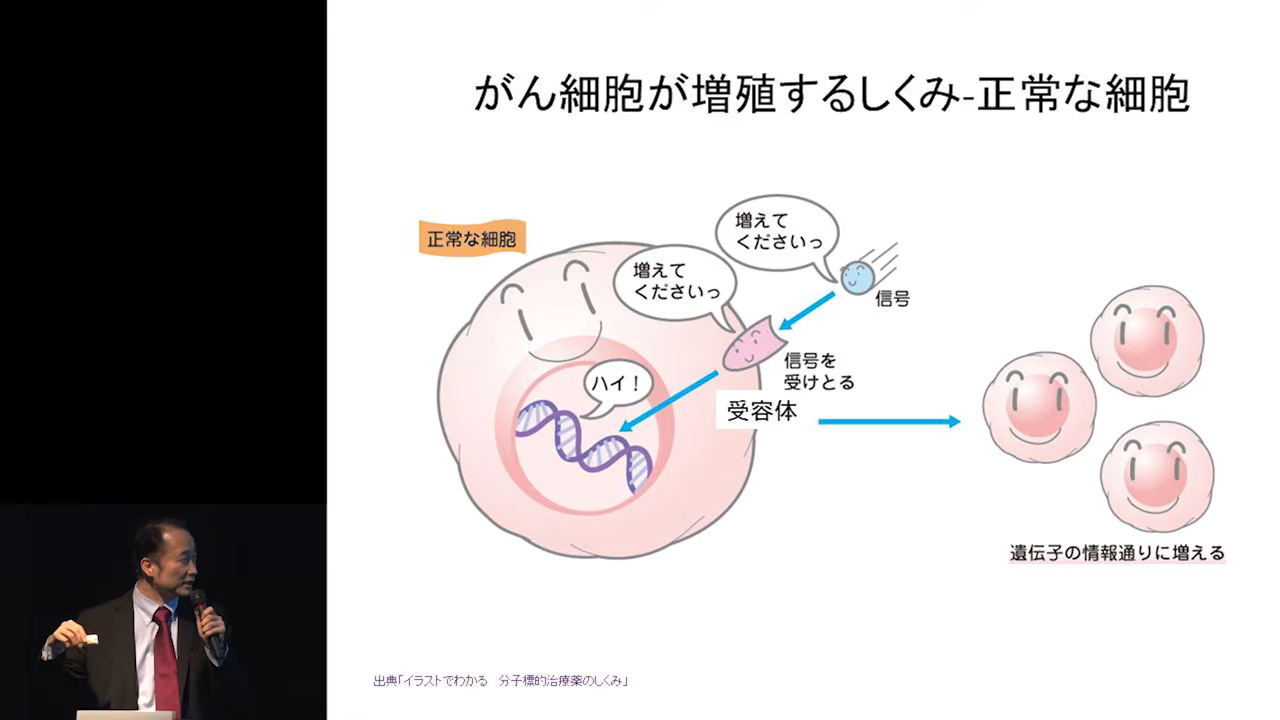 がん細胞が増殖するしくみ-正常な細胞
正常な細胞
増えて
くださいっ
増えて
くださいっ
信号
信号を
受けとる
ハイ！
受容体
遺伝子の情報通りに増える
出典「イラストでわかる　分子標的治療薬のしくみ」